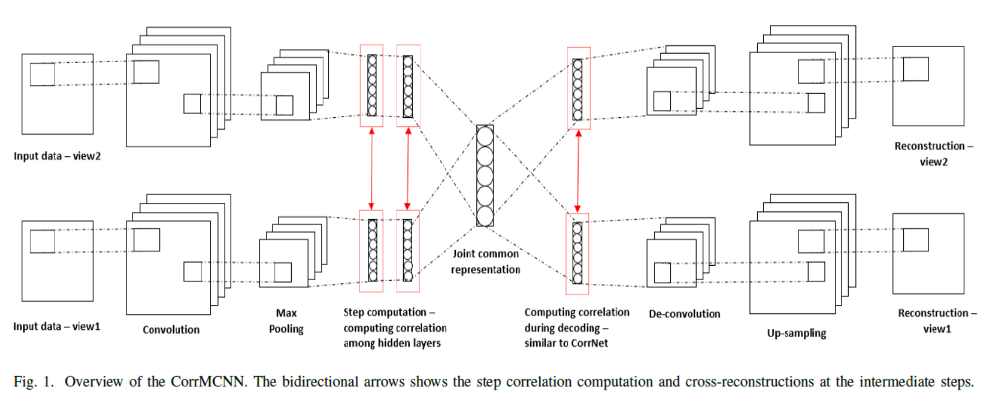 Input data – view2
Reconstruction –
view2
Joint common
representation
Input data – view1
Convolution
Max
Pooling
Step computation –
computing correlation
among hidden layers
Computing correlation
during decoding –
similar to CorrNet
De-convolution
Up-sampling
Reconstruction –
view1
Fig. 1. Overview of the CorrMCNN. The bidirectional arrows shows the step correlation computation and cross-reconstructions at the intermediate steps.